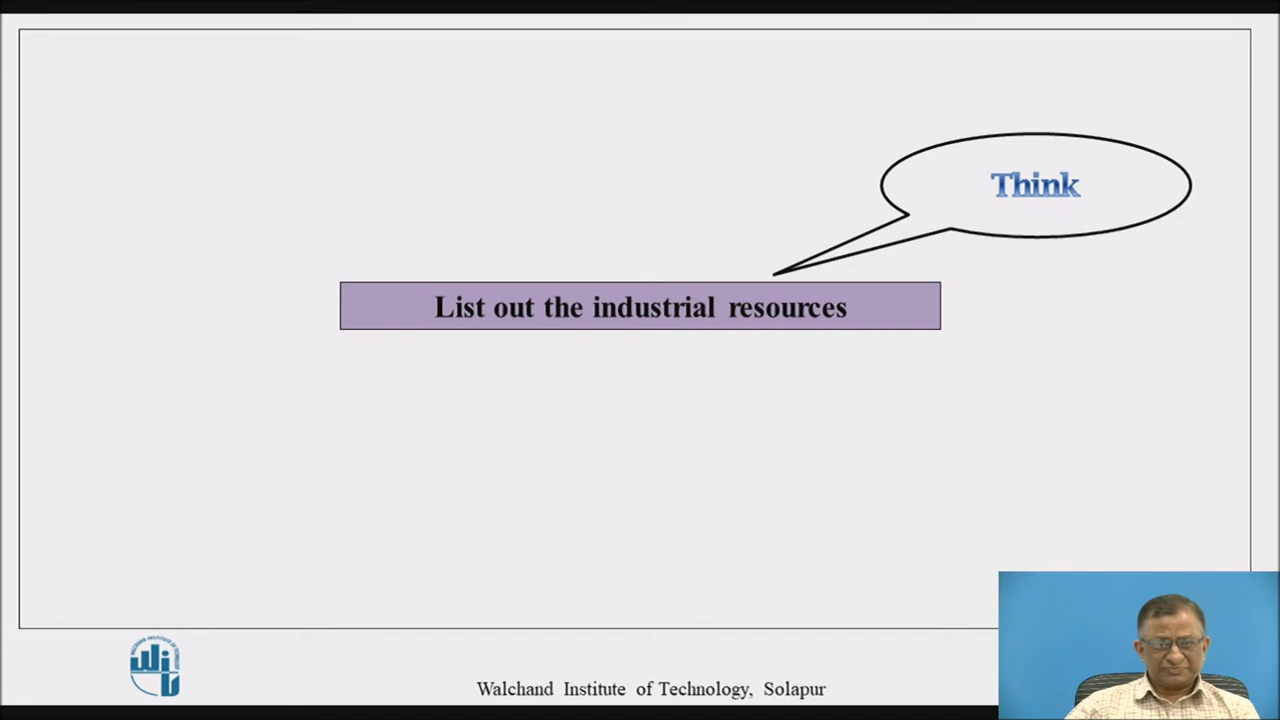 Think
List out the industrial resources
Walchand Institute of Technology, Solapur